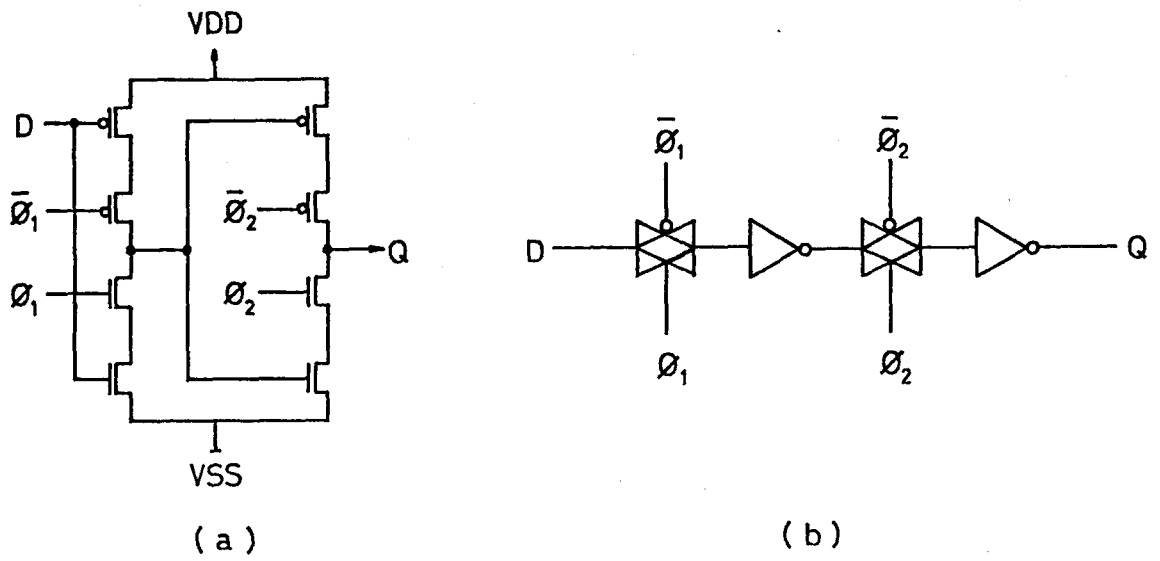 VDD
D
Ø̅₁
Ø̅₂
Q
Ø₁
Ø₂
VSS
(a)
Ø̅₁
Ø̅₂
D
Q
Ø₁
Ø₂
(b)